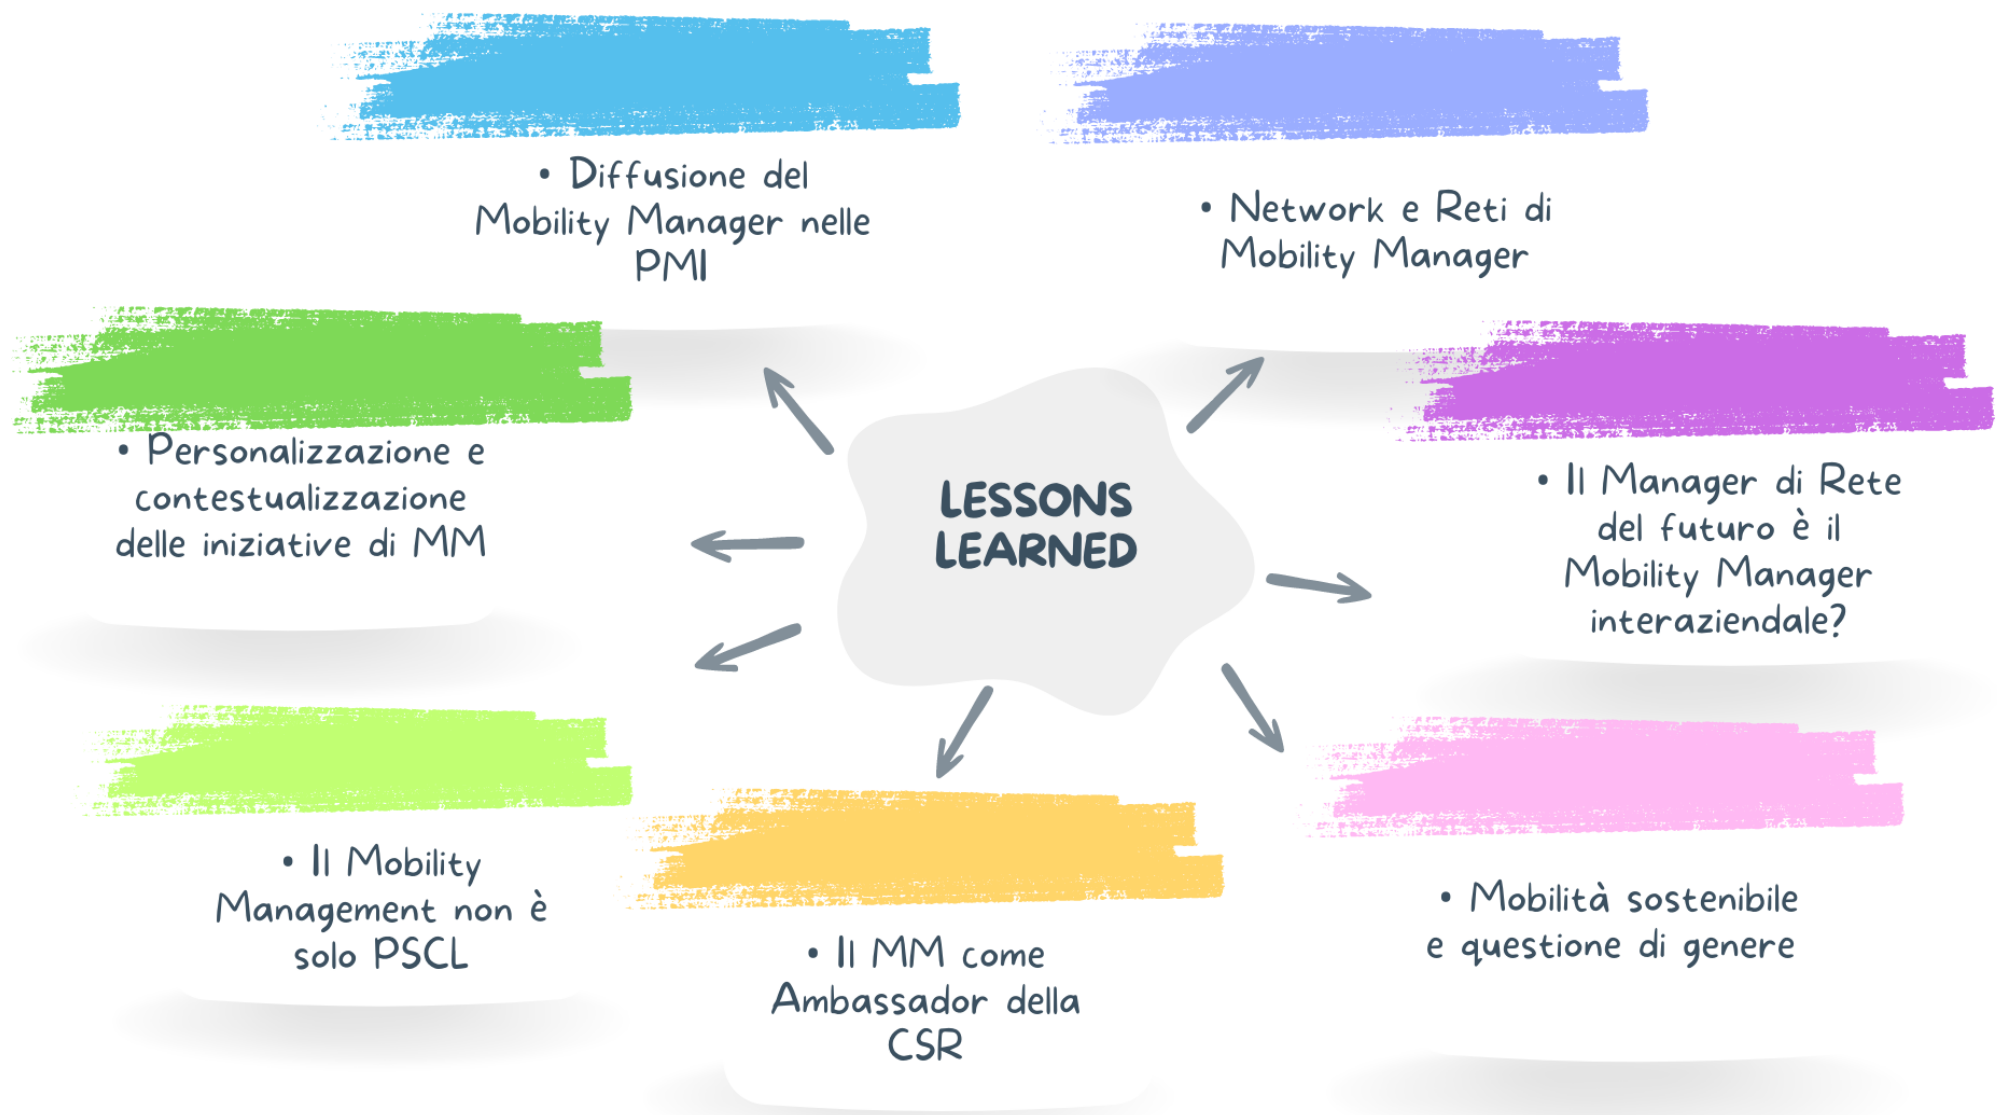 • Diffusione del
Mobility Manager nelle
PMI
• Network e Reti di
Mobility Manager
• Personalizzazione e
contestualizzazione
delle iniziative di MM
LESSONS
LEARNED
• Il Manager di Rete
del futuro è il
Mobility Manager
interaziendale?
• Il Mobility
Management non è
solo PSCL
• Il MM come
Ambassador della
CSR
• Mobilità sostenibile
e questione di genere